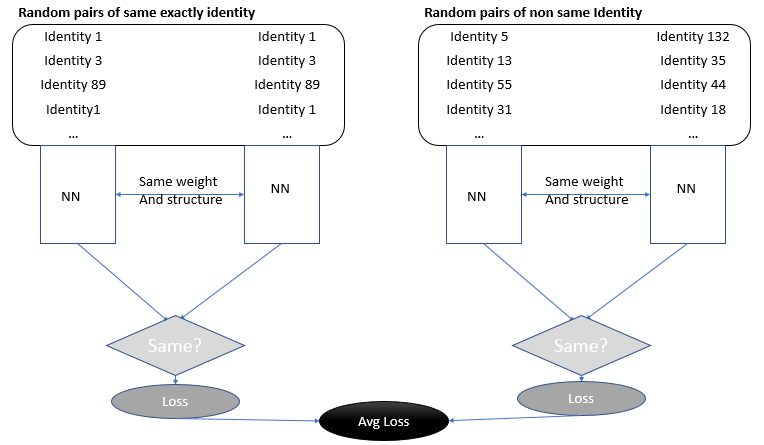 Random pairs of same exactly identity
Identity 1 Identity 1
Identity 3 Identity 3
Identity 89 Identity 89
Identity1 Identity 1
... ...
NN Same weight And structure NN
Same?
Loss
Random pairs of non same Identity
Identity 5 Identity 132
Identity 13 Identity 35
Identity 55 Identity 44
Identity 31 Identity 18
... ...
NN Same weight And structure NN
Same?
Loss
Avg Loss